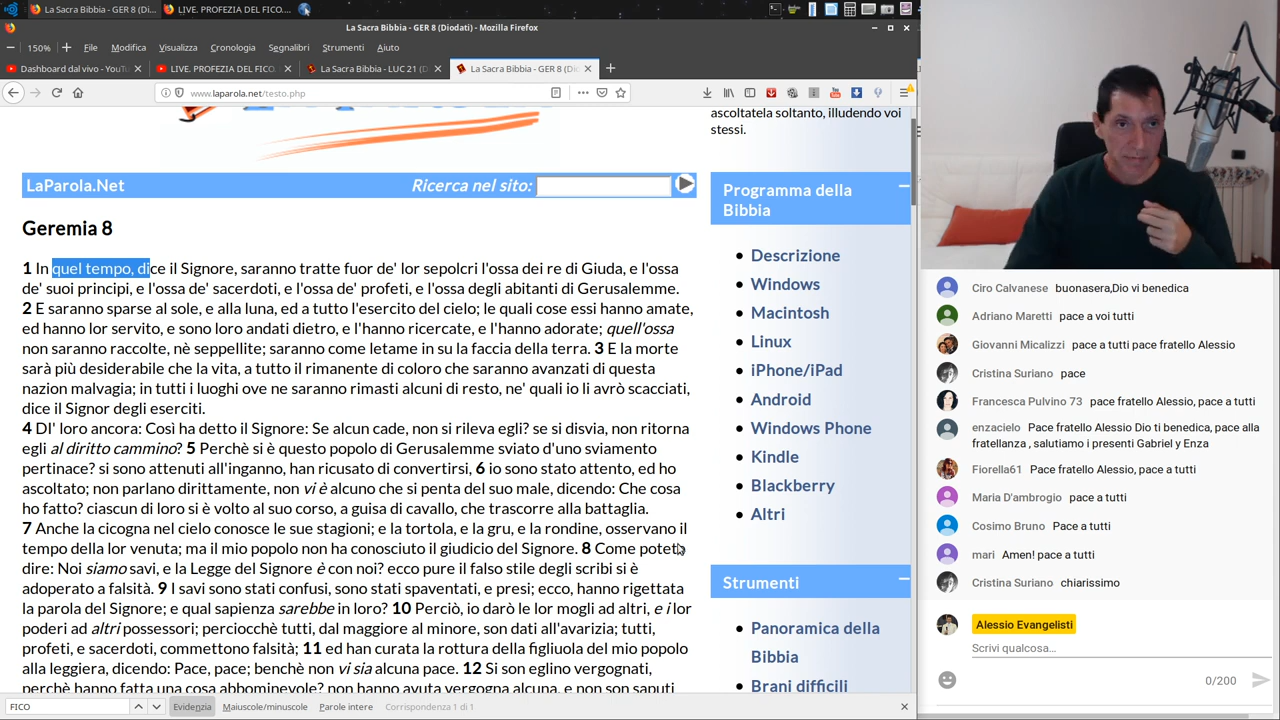 La Sacra Bibbia - GER 8 (Diodati) - ...
LIVE. PROFEZIA DEL FICO....
La Sacra Bibbia - GER 8 (Diodati) - Mozilla Firefox
150%
File
Modifica
Visualizza
Cronologia
Segnalibri
Strumenti
Aiuto
Dashboard dal vivo - YouTu
LIVE. PROFEZIA DEL FICO.
La Sacra Bibbia - LUC 21 (D
La Sacra Bibbia - GER 8 (Dio
www.laparola.net/testo.php
LaParola.Net
Ricerca nel sito:
Geremia 8
1 In quel tempo, dice il Signore, saranno tratte fuor de' lor sepolcri l'ossa dei re di Giuda, e l'ossa
de' suoi principi, e l'ossa de' sacerdoti, e l'ossa de' profeti, e l'ossa degli abitanti di Gerusalemme.
2 E saranno sparse al sole, e alla luna, ed a tutto l'esercito del cielo; le quali cose essi hanno amate,
ed hanno lor servito, e sono loro andati dietro, e l'hanno ricercate, e l'hanno adorate; quell'ossa
non saranno raccolte, nè seppellite; saranno come letame in su la faccia della terra. 3 E la morte
sarà più desiderabile che la vita, a tutto il rimanente di coloro che saranno avanzati di questa
nazion malvagia; in tutti i luoghi ove ne saranno rimasti alcuni di resto, ne' quali io li avrò scacciati,
dice il Signor degli eserciti.
4 DI' loro ancora: Così ha detto il Signore: Se alcun cade, non si rileva egli? se si disvia, non ritorna
egli al diritto cammino? 5 Perchè si è questo popolo di Gerusalemme sviato d'uno sviamento
pertinace? si sono attenuti all'inganno, han ricusato di convertirsi, 6 io sono stato attento, ed ho
ascoltato; non parlano dirittamente, non vi è alcuno che si penta del suo male, dicendo: Che cosa
ho fatto? ciascun di loro si è volto al suo corso, a guisa di cavallo, che trascorre alla battaglia.
7 Anche la cicogna nel cielo conosce le sue stagioni; e la tortola, e la gru, e la rondine, osservano il
tempo della lor venuta; ma il mio popolo non ha conosciuto il giudicio del Signore. 8 Come potete
dire: Noi siamo savi, e la Legge del Signore è con noi? ecco pure il falso stile degli scribi si è
adoperato a falsità. 9 I savi sono stati confusi, sono stati spaventati, e presi; ecco, hanno rigettata
la parola del Signore; e qual sapienza sarebbe in loro? 10 Perciò, io darò le lor mogli ad altri, e i lor
poderi ad altri possessori; perciocchè tutti, dal maggiore al minore, son dati all'avarizia; tutti,
profeti, e sacerdoti, commettono falsità; 11 ed han curata la rottura della figliuola del mio popolo
alla leggiera, dicendo: Pace, pace; benchè non vi sia alcuna pace. 12 Si son eglino vergognati,
perchè hanno fatta una cosa abbominevole? non hanno avuta vergogna alcuna, e non son saputi
ascoltatela soltanto, illudendo voi
stessi.
Programma della
Bibbia
Descrizione
Windows
Macintosh
Linux
iPhone/iPad
Android
Windows Phone
Kindle
Blackberry
Altri
Strumenti
Panoramica della
Bibbia
Brani difficili
FICO
Evidenzia
Maiuscole/minuscole
Parole intere
Corrispondenza 1 di 1
Ciro Calvanese buonasera,Dio vi benedica
Adriano Maretti pace a voi tutti
Giovanni Micalizzi pace a tutti pace fratello Alessio
Cristina Suriano pace
Francesca Pulvino 73 pace fratello Alessio, pace a tutti
enzacielo Pace fratello Alessio Dio ti benedica, pace alla
fratellanza , salutiamo i presenti Gabriel y Enza
Fiorella61 Pace fratello Alessio, pace a tutti
Maria D'ambrogio pace a tutti
Cosimo Bruno Pace a tutti
mari Amen! pace a tutti
Cristina Suriano chiarissimo
Alessio Evangelisti
Scrivi qualcosa...
0/200